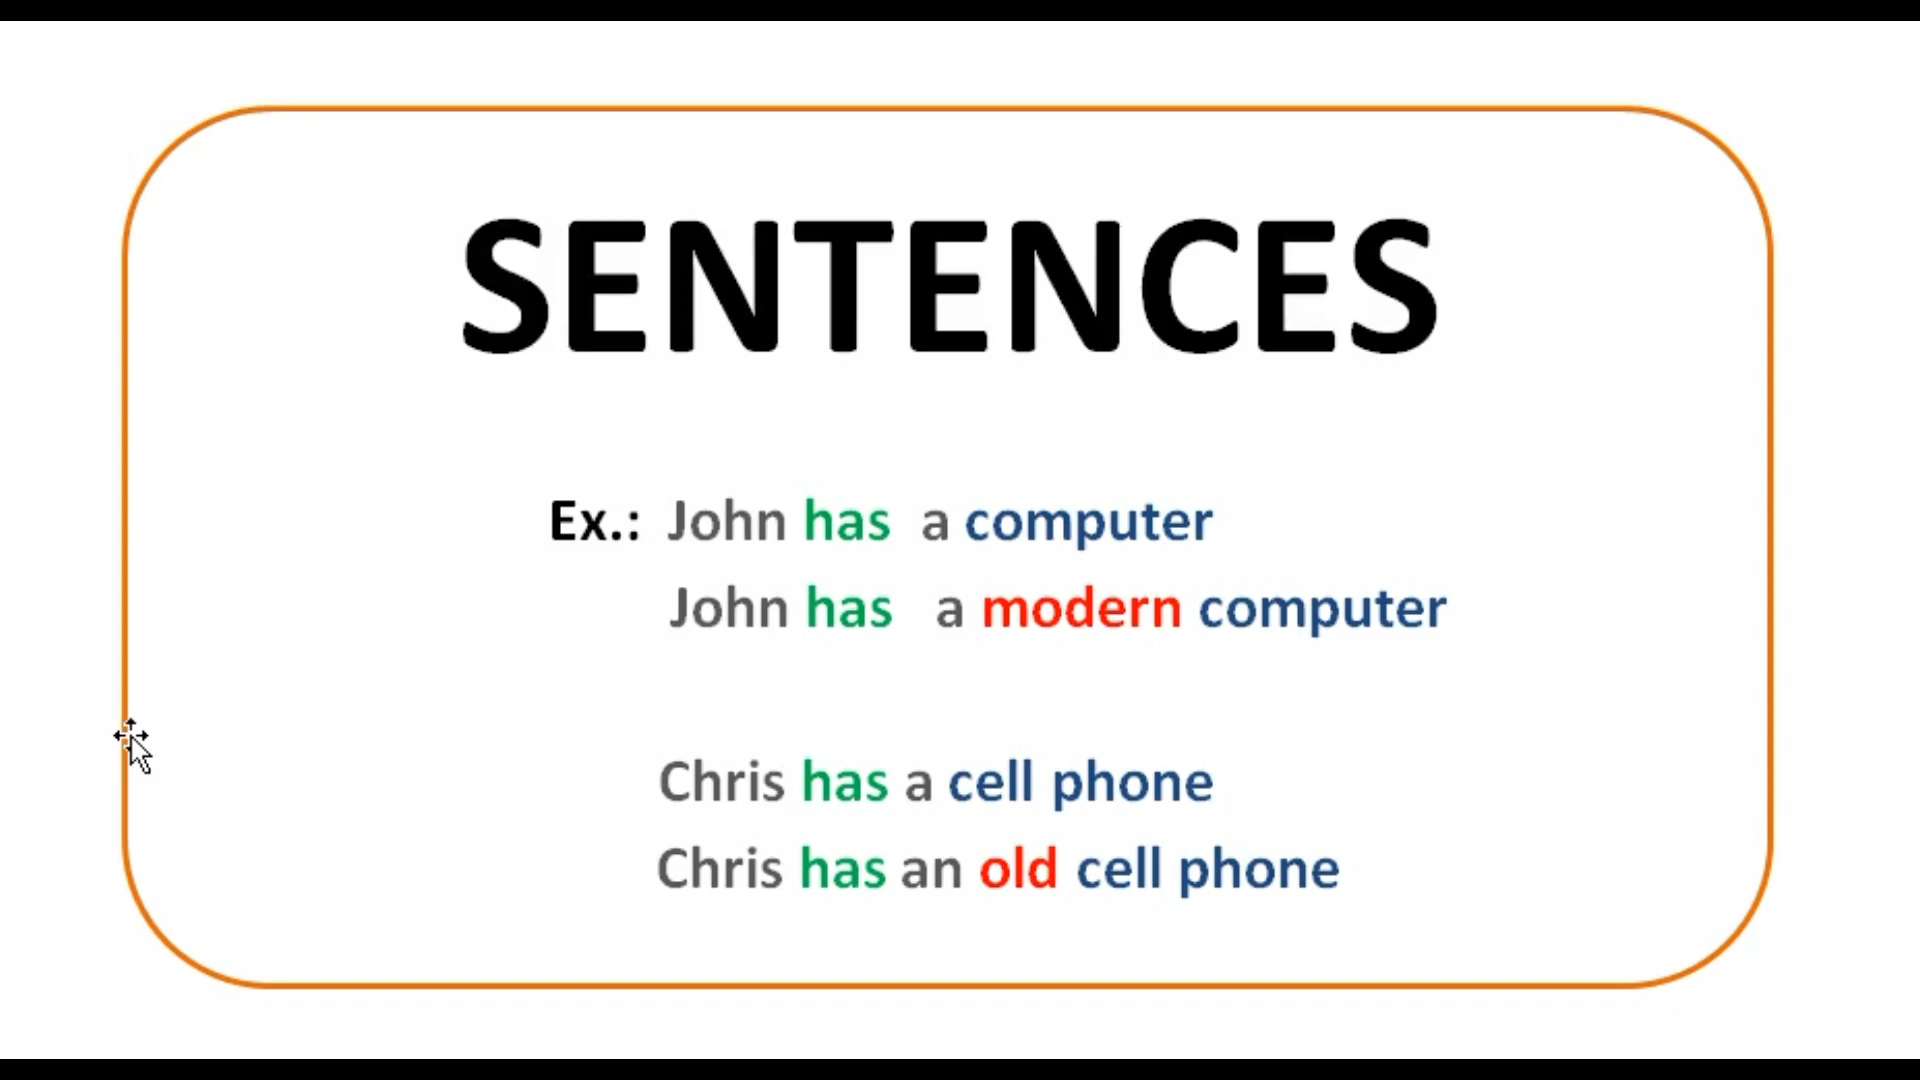 SENTENCES
Ex.: John has a computer
John has a modern computer
Chris has a cell phone
Chris has an old cell phone